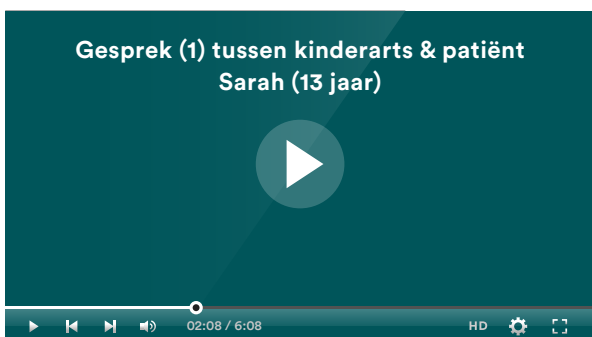 Gesprek (1) tussen kinderarts & patiënt
Sarah (13 jaar)
02:08 / 6:08 HD